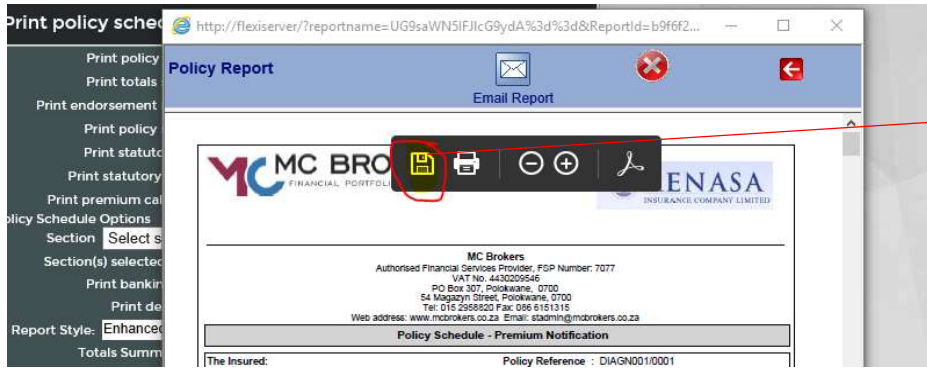 Print policy sched
http://flexiserver/?reportname=UG9saWN5IFJlcG9ydA%3d%3d&ReportId=b9f6f2...
Print policy
Print totals
Print endorsement
Print policy
Print statuto
Print statutory
Print premium cal
olicy Schedule Options
Section Select s
Section(s) selected
Print bankin
Print de
Report Style: Enhanced
Totals Summ
Policy Report
Email Report
MC MC BRO
FINANCIAL PORTFOLI
ENASA
INSURANCE COMPANY LIMITED
MC Brokers
Authorised Financial Services Provider, FSP Number: 7077
VAT No. 4430209546
PO Box 307, Polokwane, 0700
54 Magazyn Street, Polokwane, 0700
Tel: 015 2958820 Fax: 086 6151315
Web address: www.mcbrokers.co.za Email: stadmin@mcbrokers.co.za
Policy Schedule - Premium Notification
The Insured:
Policy Reference : DIAGN001/0001